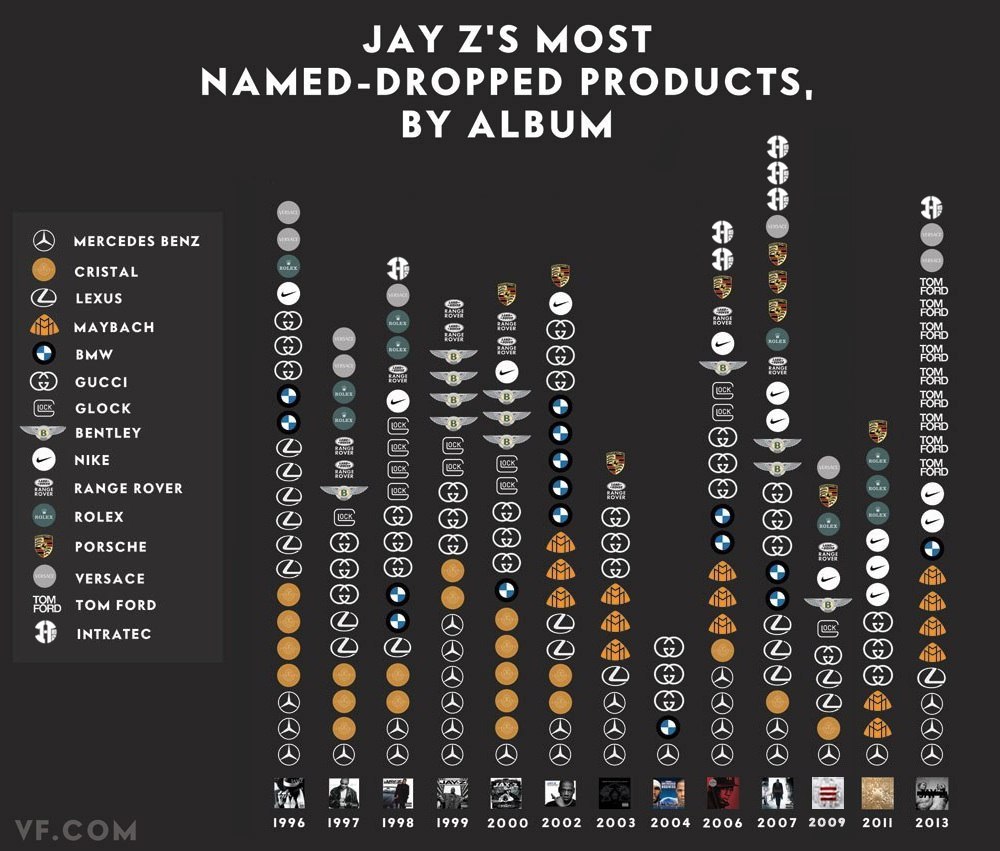 JAY Z'S MOST
NAMED-DROPPED PRODUCTS,
BY ALBUM
MERCEDES BENZ
CRISTAL
LEXUS
MAYBACH
BMW
GUCCI
GLOCK
BENTLEY
NIKE
RANGE ROVER
ROLEX
PORSCHE
VERSACE
TOM FORD
INTRATEC
1996 1997 1998 1999 2000 2002 2003 2004 2006 2007 2009 2011 2013
VF.COM